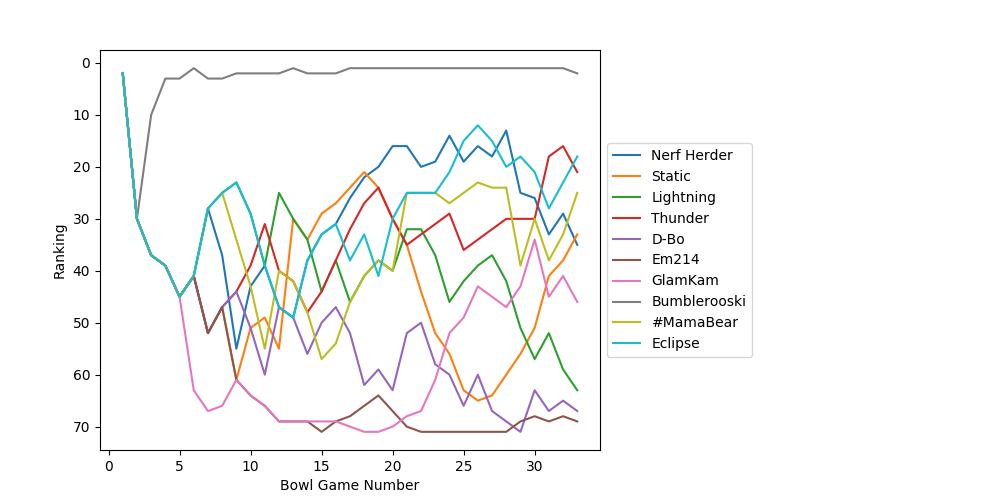 0
10
20
30
40
50
60
70
Ranking
0
5
10
15
20
25
30
Bowl Game Number
Nerf Herder
Static
Lightning
Thunder
D-Bo
Em214
GlamKam
Bumblerooski
#MamaBear
Eclipse